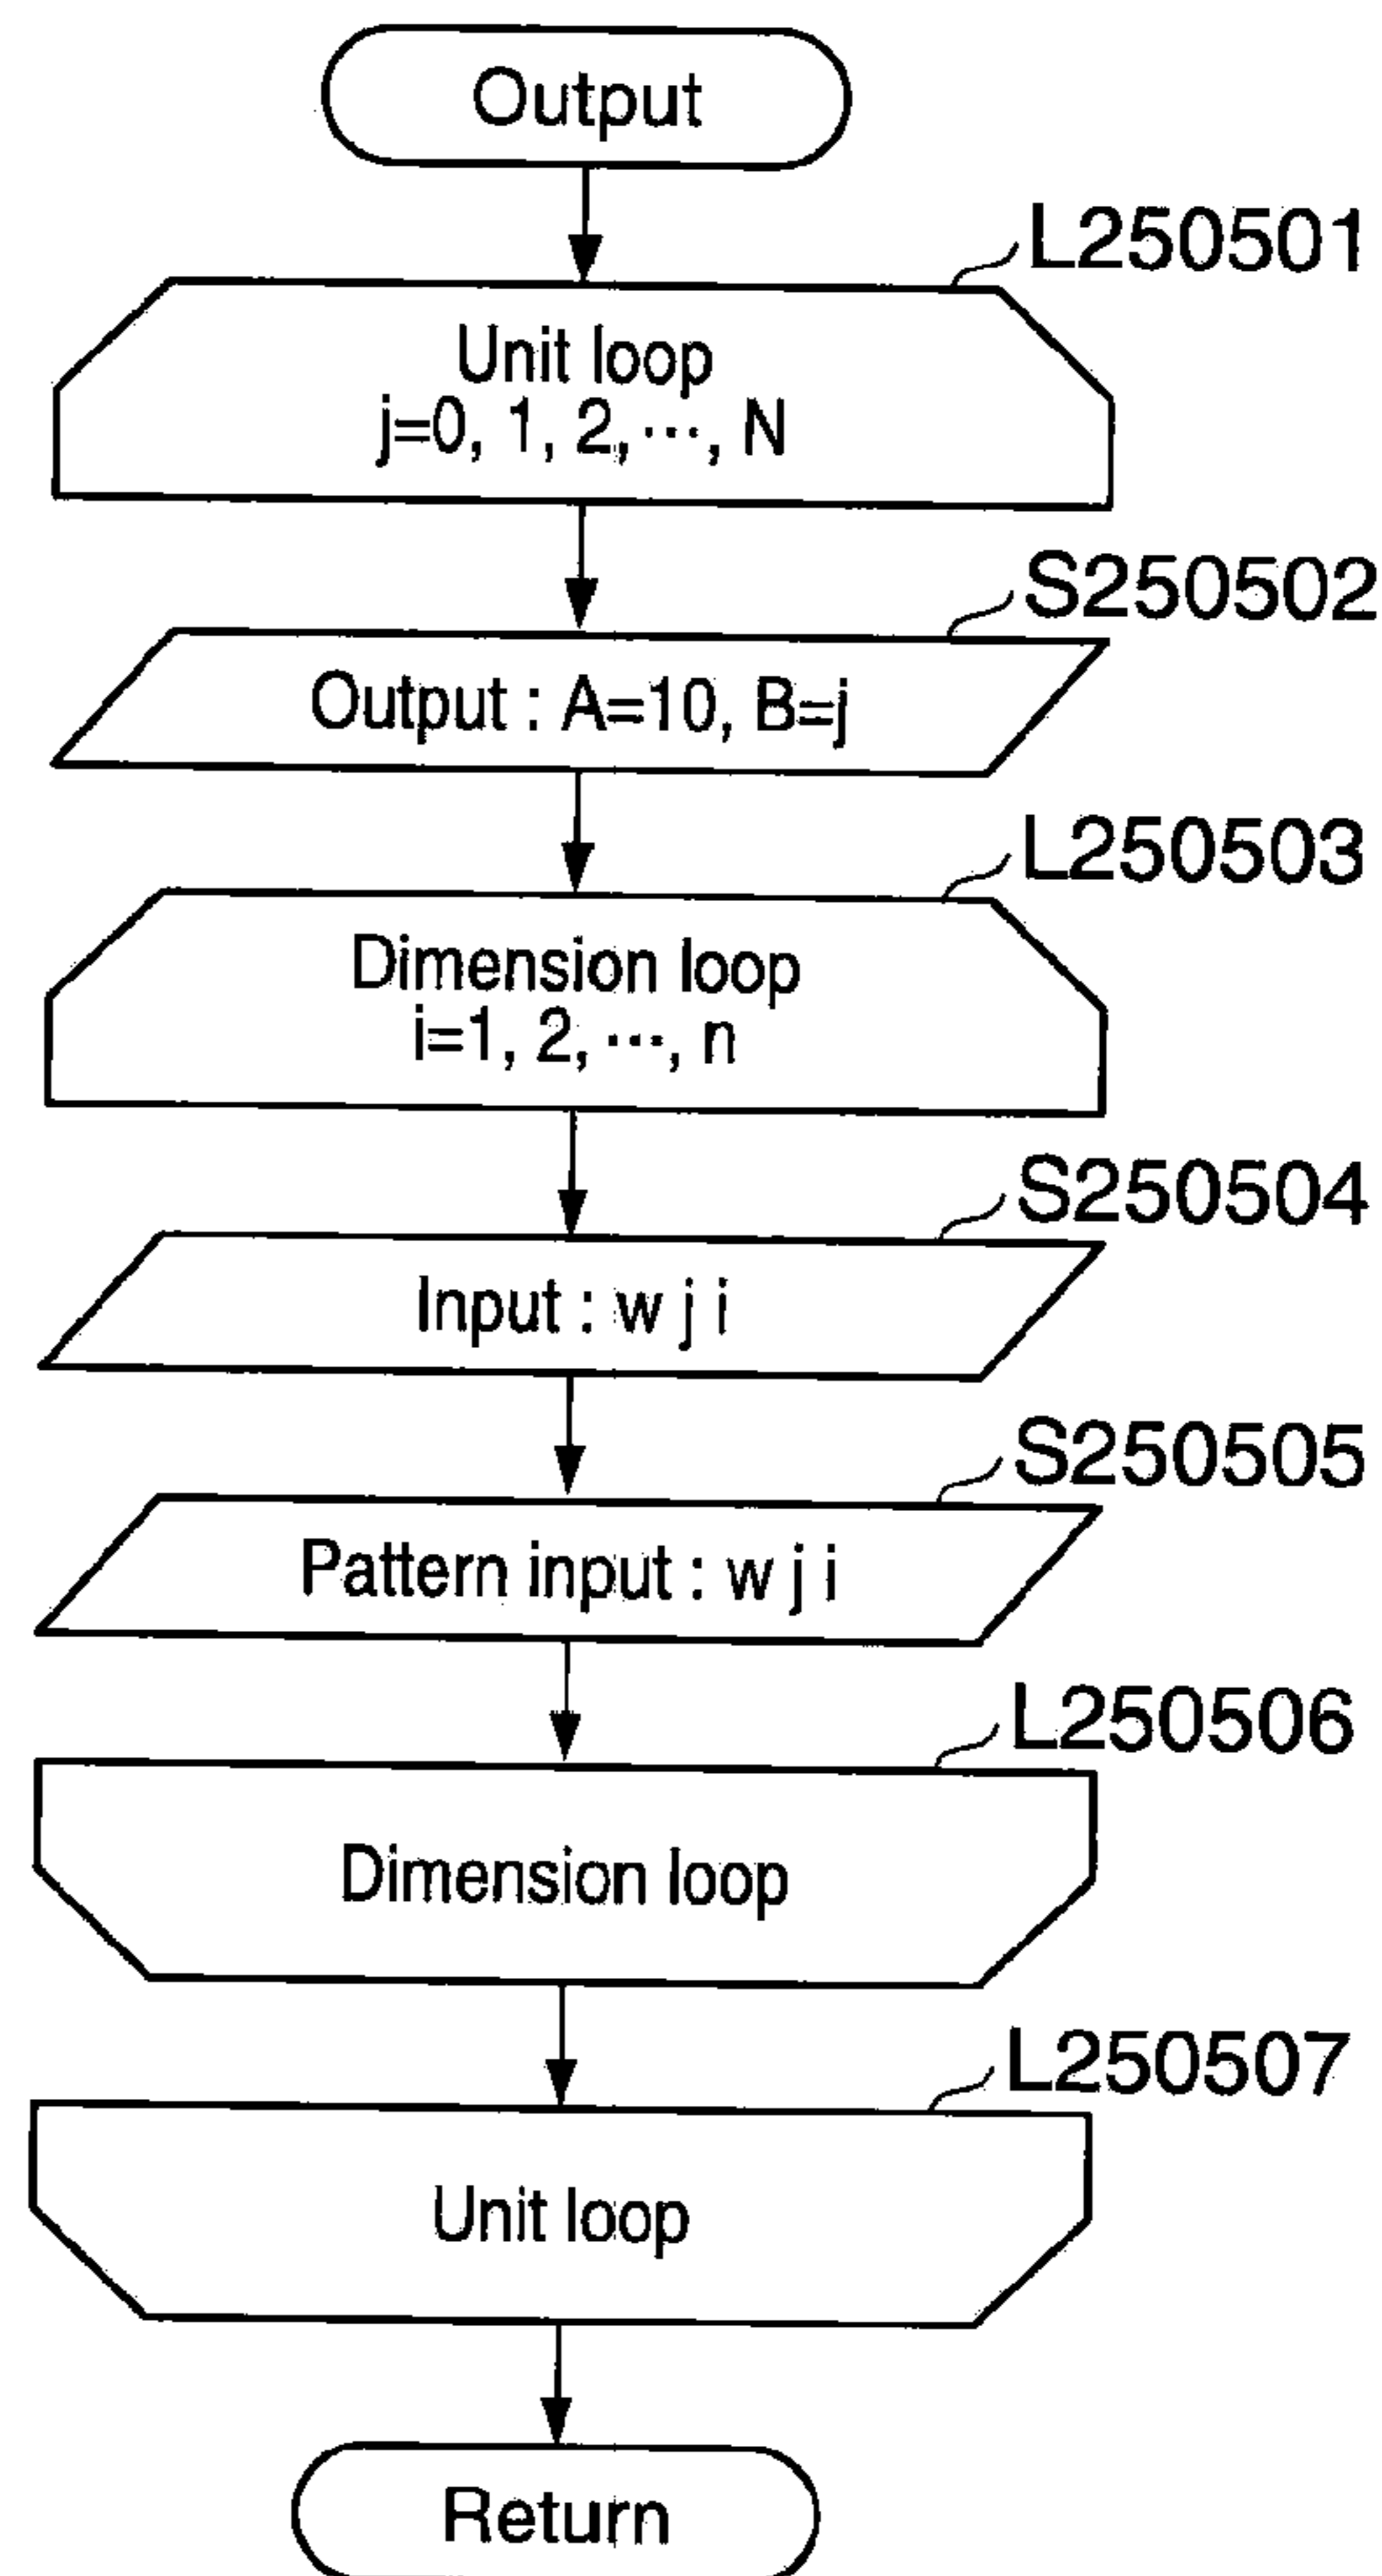 Output
L250501
Unit loop
j=0, 1, 2, ···, N
S250502
Output : A=10, B=j
L250503
Dimension loop
i=1, 2, ···, n
S250504
Input : w j i
S250505
Pattern input : w j i
L250506
Dimension loop
L250507
Unit loop
Return